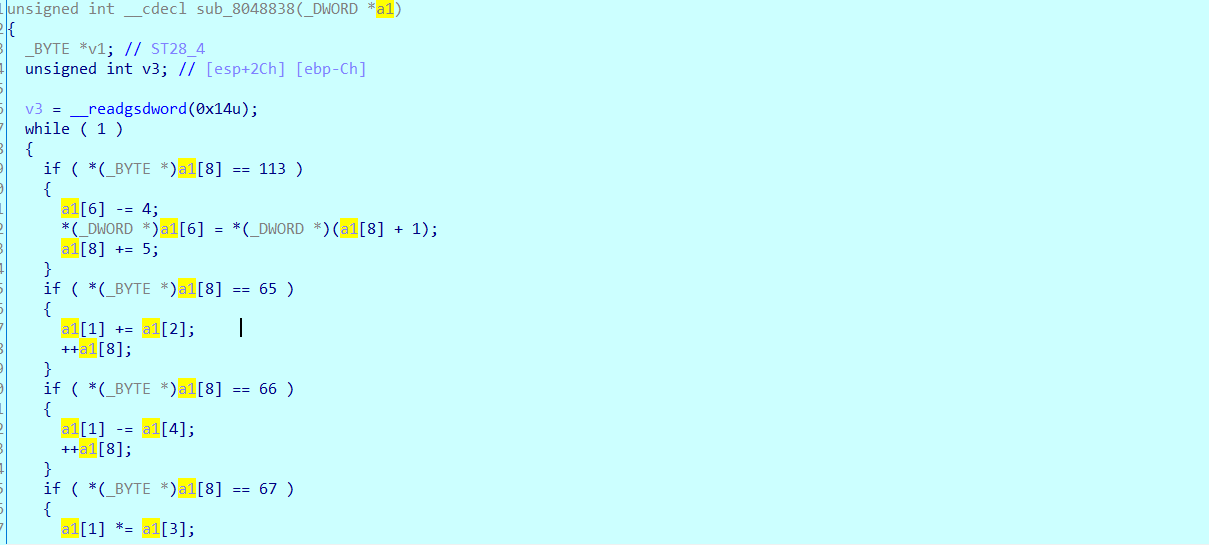 unsigned int __cdecl sub_8048838(_DWORD *a1)
{
  _BYTE *v1; // ST28_4
  unsigned int v3; // [esp+2Ch] [ebp-Ch]

  v3 = __readgsdword(0x14u);
  while ( 1 )
  {
    if ( *(_BYTE *)a1[8] == 113 )
    {
      a1[6] -= 4;
      *(_DWORD *)a1[6] = *(_DWORD *)(a1[8] + 1);
      a1[8] += 5;
    }
    if ( *(_BYTE *)a1[8] == 65 )
    {
      a1[1] += a1[2];
      ++a1[8];
    }
    if ( *(_BYTE *)a1[8] == 66 )
    {
      a1[1] -= a1[4];
      ++a1[8];
    }
    if ( *(_BYTE *)a1[8] == 67 )
    {
      a1[1] *= a1[3];